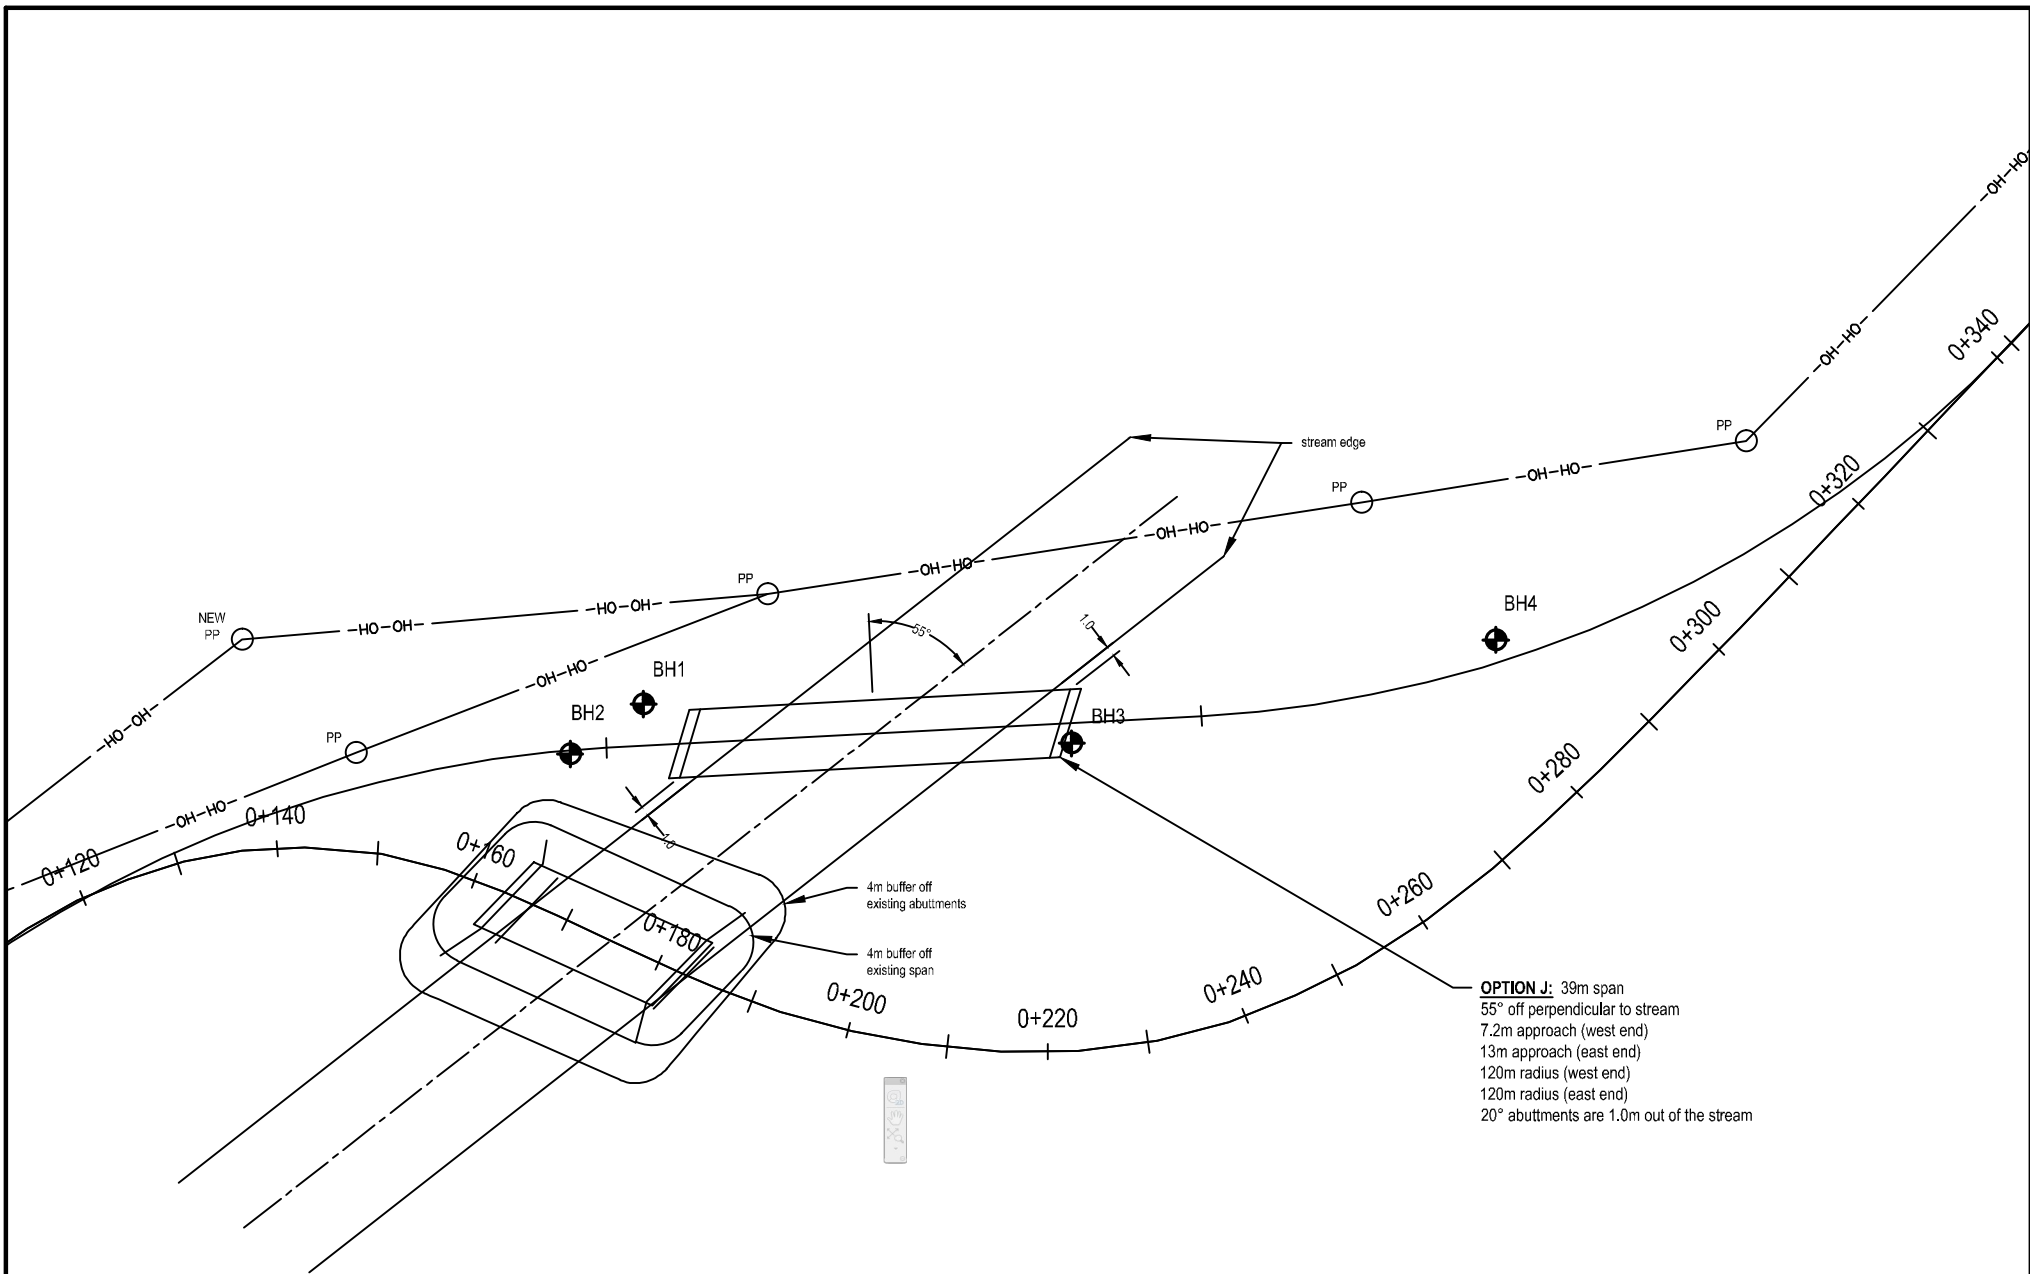 -OH-HO-
0+340
-OH-HO-
PP
stream edge
-OH-HO-
0+320
PP
-OH-HO-
-OH-HO-
PP
BH4
NEW
PP
-HO-OH-
-HO-OH-
55°
1.0
0+300
-OH-HO-
BH1
BH2
BH3
-HO-OH-
PP
0+280
-OH-HO-
0+140
1.0
0+160
0+120
4m buffer off
existing abuttments
0+260
0+180
4m buffer off
existing span
0+200
0+240
0+220
OPTION J: 39m span
55° off perpendicular to stream
7.2m approach (west end)
13m approach (east end)
120m radius (west end)
120m radius (east end)
20° abuttments are 1.0m out of the stream